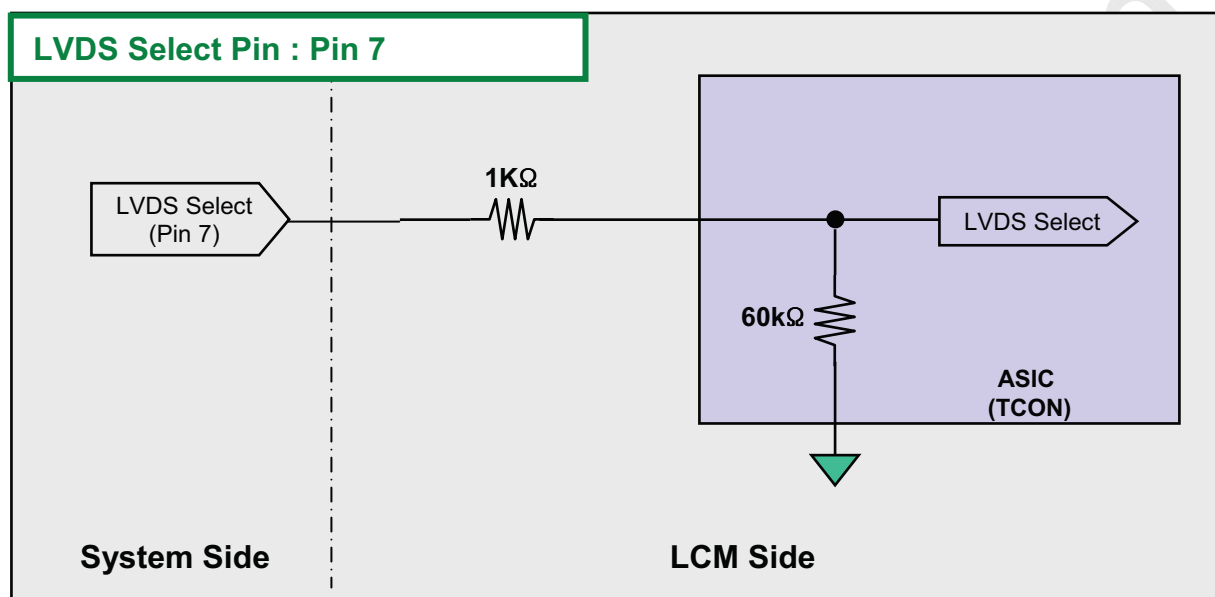 LVDS Select Pin : Pin 7
1KΩ
LVDS Select
(Pin 7)
LVDS Select
60kΩ
ASIC
(TCON)
System Side
LCM Side